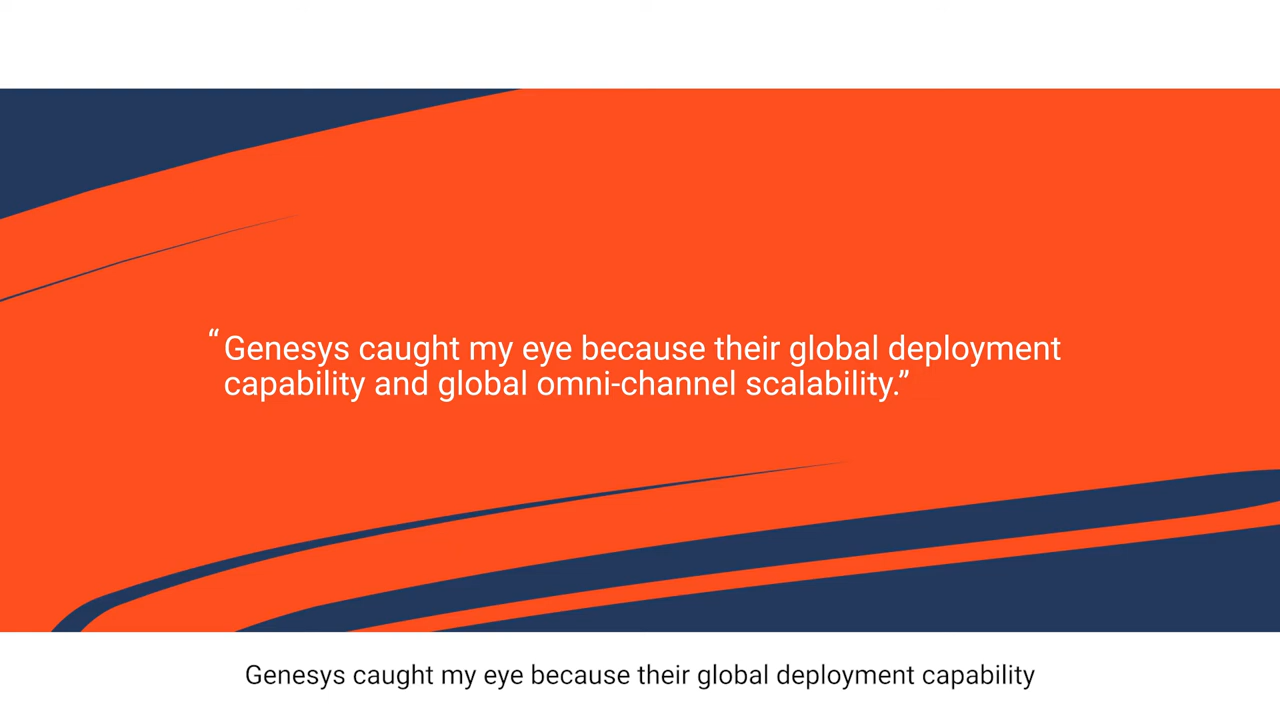 “Genesys caught my eye because their global deployment
capability and global omni-channel scalability.”
Genesys caught my eye because their global deployment capability